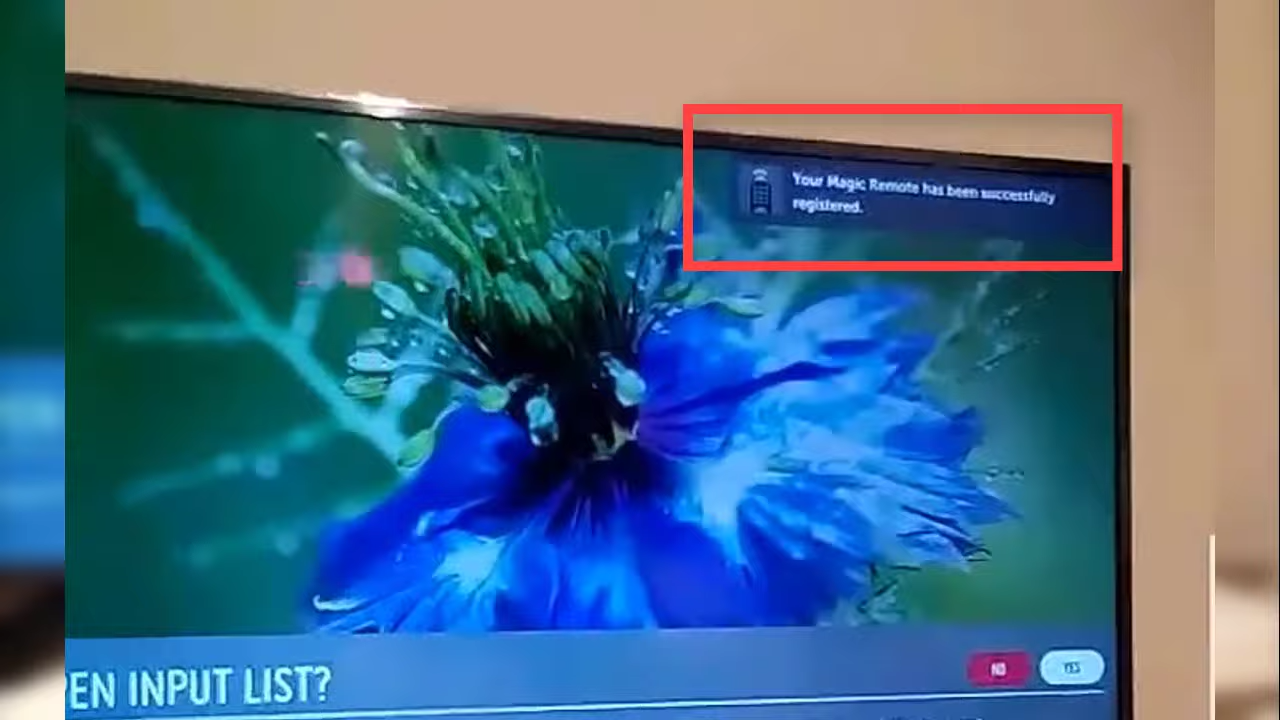 Your Magic Remote has been successfully
registered.
EN INPUT LIST?
NO
YES